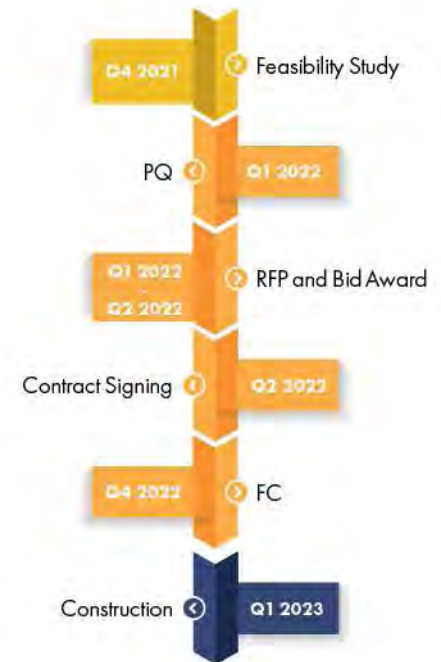 Q4 2021
Feasibility Study
PQ
Q1 2022
Q1 2022
-
Q2 2022
RFP and Bid Award
Contract Signing
Q2 2022
Q4 2022
FC
Construction
Q1 2023